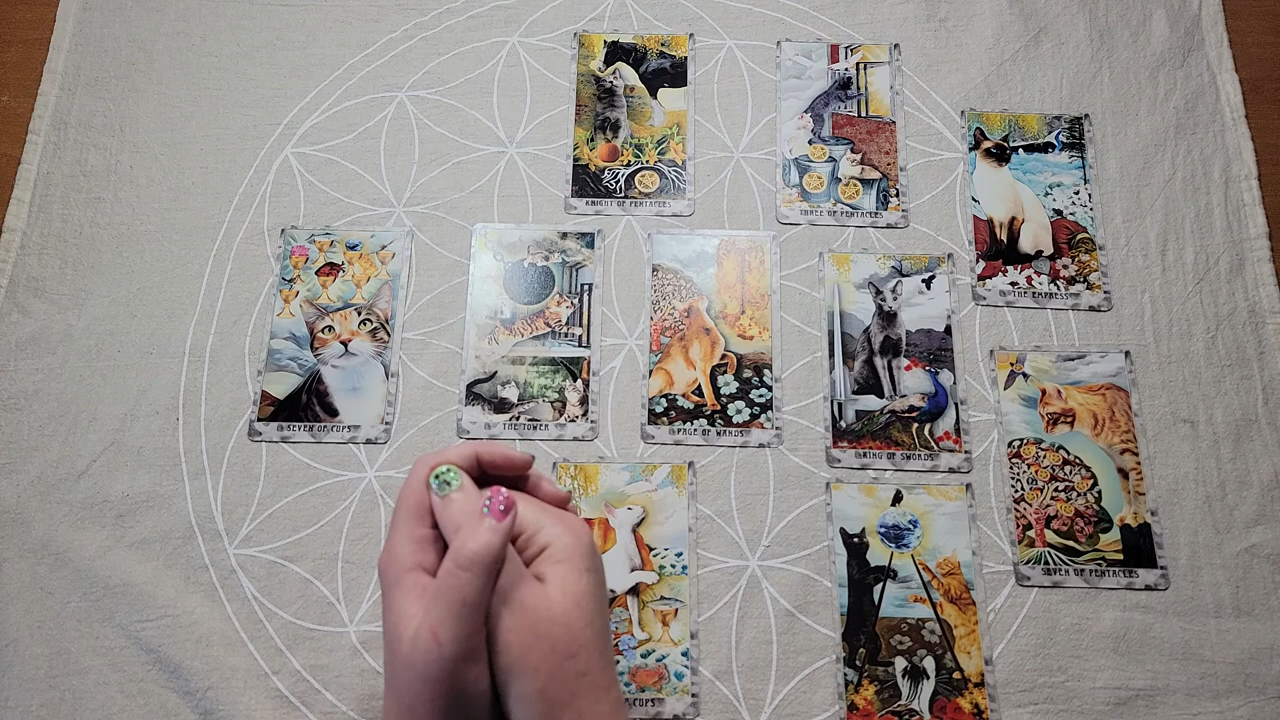 KNIGHT OF PENTACLES
THREE OF PENTACLES
THE EMPRESS
SEVEN OF CUPS
THE TOWER
PAGE OF WANDS
KING OF SWORDS
SEVEN OF PENTACLES
CUPS